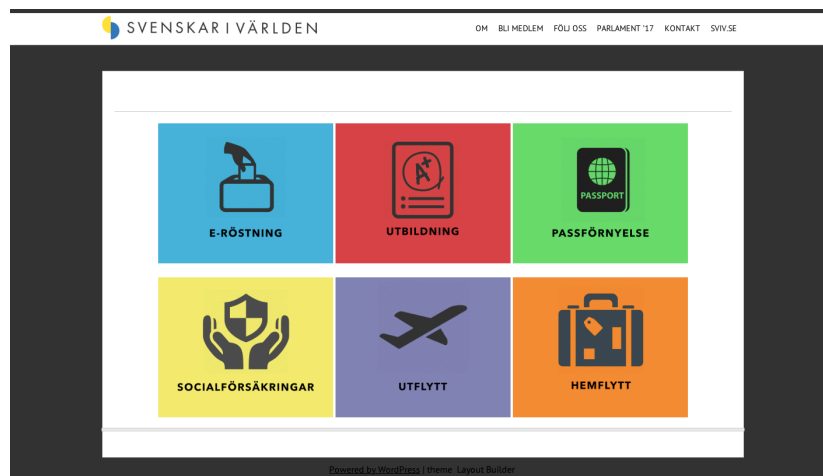 SVENSKAR I VÄRLDEN
OM BLI MEDLEM FÖLJ OSS PARLAMENT '17 KONTAKT SVIV.SE
A+
PASSPORT
E-RÖSTNING UTBILDNING PASSFÖRNYELSE
SOCIALFÖRSÄKRINGAR UTFLYTT HEMFLYTT
Powered by WordPress | theme Layout Builder